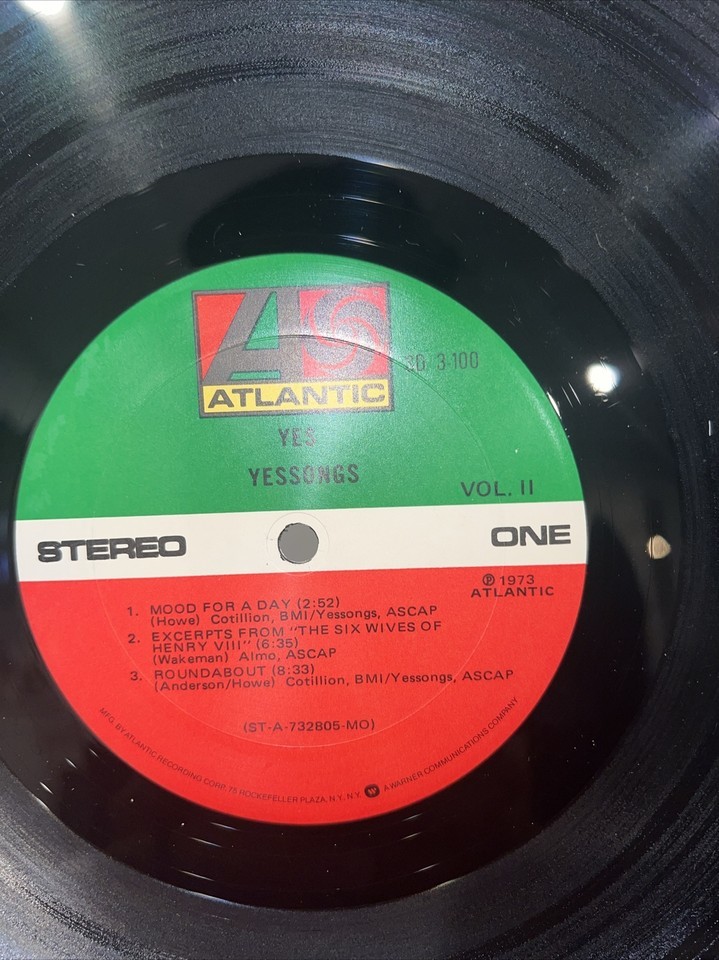 ATLANTIC
SD 3-100
YES
YESSONGS
VOL. II
STEREO
ONE
Ⓟ 1973
ATLANTIC
1. MOOD FOR A DAY (2:52)
(Howe) Cotillion, BMI/Yessongs, ASCAP
2. EXCERPTS FROM "THE SIX WIVES OF
HENRY VIII" (6:35)
(Wakeman) Almo, ASCAP
3. ROUNDABOUT (8:33)
(Anderson/Howe) Cotillion, BMI/Yessongs, ASCAP
(ST-A-732805-MO)
MFG. BY ATLANTIC RECORDING CORP. 75 ROCKEFELLER PLAZA, N.Y. N.Y. W A WARNER COMMUNICATIONS COMPANY